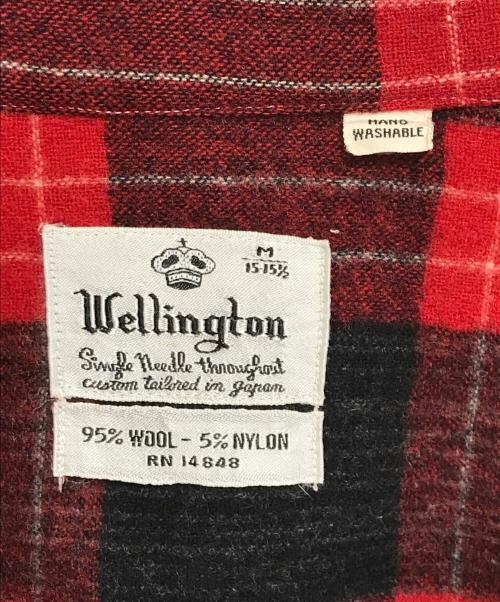 HAND
WASHABLE
M
15-15½
Wellington
Single Needle throughout
custom tailored in japan
95% WOOL - 5% NYLON
RN 14848